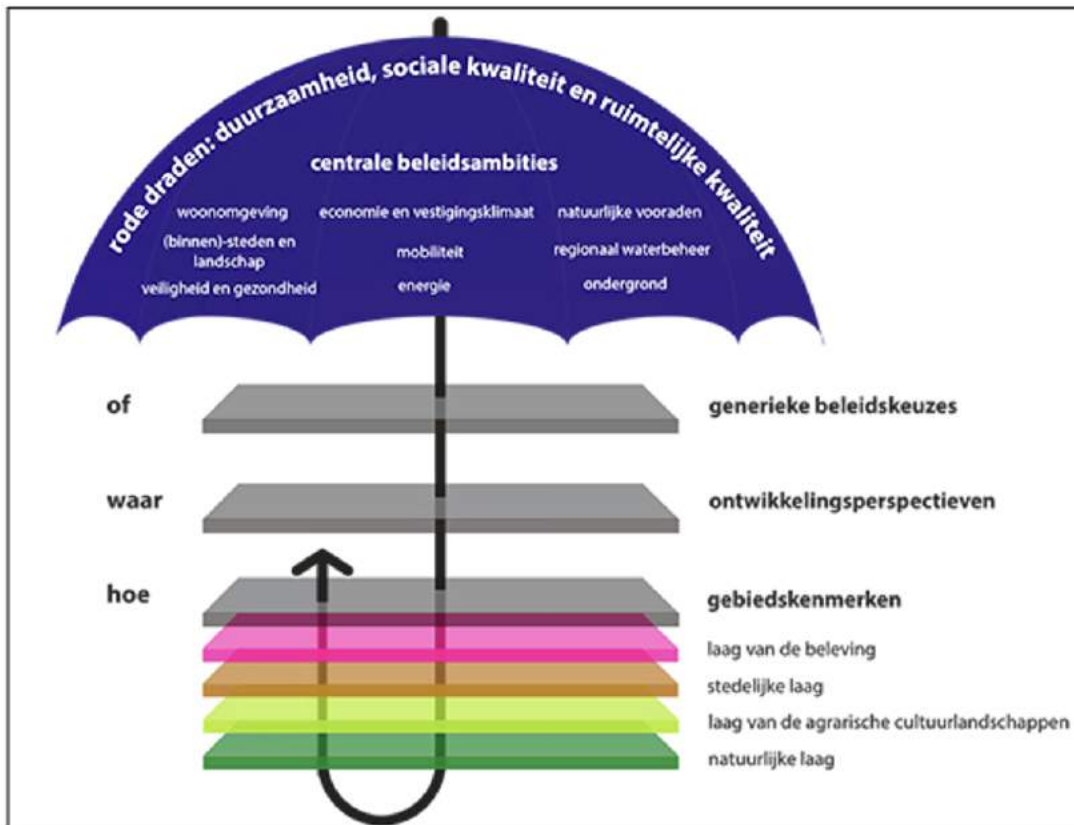 rode draden: duurzaamheid, sociale kwaliteit en ruimtelijke kwaliteit
centrale beleidsambities
woonomgeving
(binnen)-steden en
landschap
veiligheid en gezondheid
economie en vestigingsklimaat
mobiliteit
energie
natuurlijke vooraden
regionaal waterbeheer
ondergrond
of
generieke beleidskeuzes
waar
ontwikkelingsperspectieven
hoe
gebiedskenmerken
laag van de beleving
stedelijke laag
laag van de agrarische cultuurlandschappen
natuurlijke laag